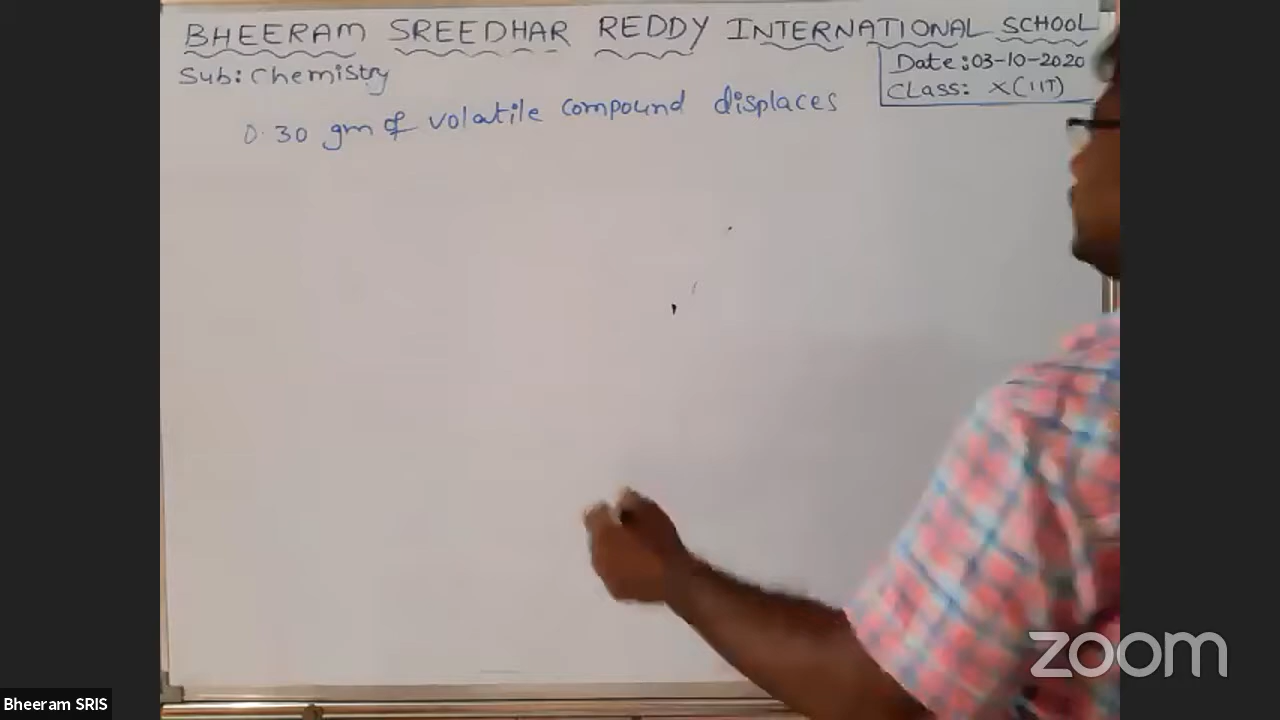 BHEERAM SREEDHAR REDDY INTERNATIONAL SCHOOL
Sub: Chemistry
Date: 03-10-2020
CLass: X(IIT)
0.30 gm of volatile compound displaces
zoom
Bheeram SRIS